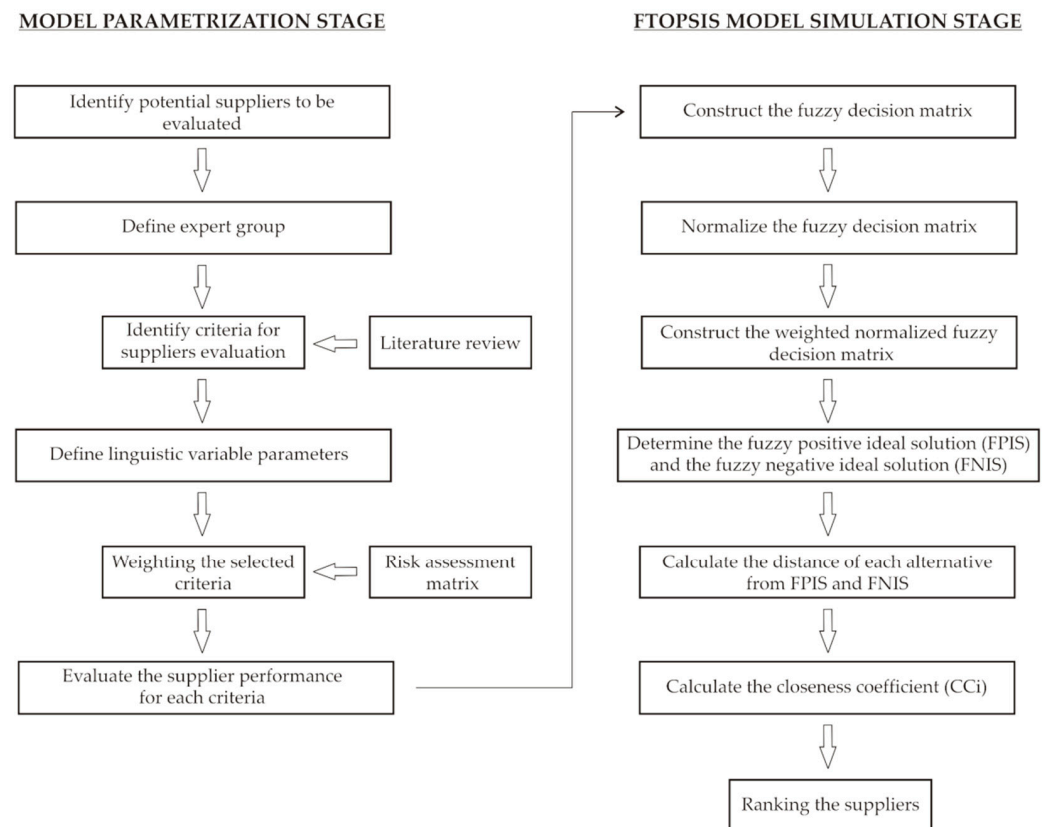 MODEL PARAMETRIZATION STAGE
Identify potential suppliers to be
evaluated
Define expert group
Identify criteria for
suppliers evaluation
Literature review
Define linguistic variable parameters
Weighting the selected
criteria
Risk assessment
matrix
Evaluate the supplier performance
for each criteria
FTOPSIS MODEL SIMULATION STAGE
Construct the fuzzy decision matrix
Normalize the fuzzy decision matrix
Construct the weighted normalized fuzzy
decision matrix
Determine the fuzzy positive ideal solution (FPIS)
and the fuzzy negative ideal solution (FNIS)
Calculate the distance of each alternative
from FPIS and FNIS
Calculate the closeness coefficient (CCi)
Ranking the suppliers